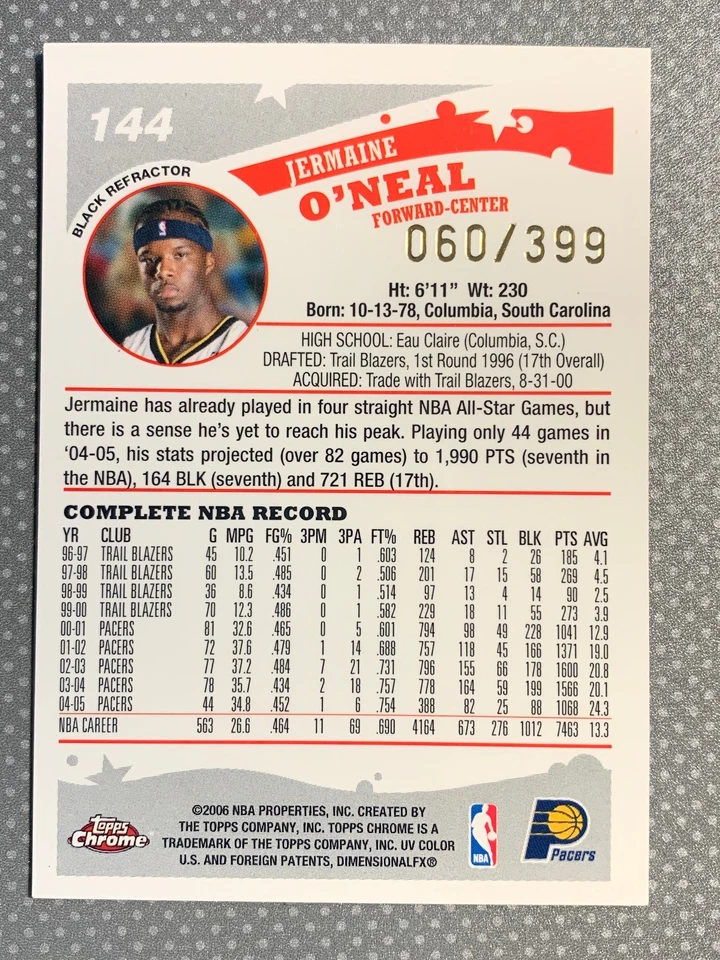 144
BLACK REFRACTOR
JERMAINE
O'NEAL
FORWARD-CENTER
060/399
Ht: 6'11" Wt: 230
Born: 10-13-78, Columbia, South Carolina
HIGH SCHOOL: Eau Claire (Columbia, S.C.)
DRAFTED: Trail Blazers, 1st Round 1996 (17th Overall)
ACQUIRED: Trade with Trail Blazers, 8-31-00
Jermaine has already played in four straight NBA All-Star Games, but
there is a sense he's yet to reach his peak. Playing only 44 games in
'04-05, his stats projected (over 82 games) to 1,990 PTS (seventh in
the NBA), 164 BLK (seventh) and 721 REB (17th).
COMPLETE NBA RECORD
YR CLUB G MPG FG% 3PM 3PA FT% REB AST STL BLK PTS AVG
96-97 TRAIL BLAZERS 45 10.2 .451 0 1 .603 124 8 2 26 185 4.1
97-98 TRAIL BLAZERS 60 13.5 .485 0 2 .506 201 17 15 58 269 4.5
98-99 TRAIL BLAZERS 36 8.6 .434 0 1 .514 97 13 4 14 90 2.5
99-00 TRAIL BLAZERS 70 12.3 .486 0 1 .582 229 18 11 55 273 3.9
00-01 PACERS 81 32.6 .465 0 5 .601 794 98 49 228 1041 12.9
01-02 PACERS 72 37.6 .479 1 14 .688 757 118 45 166 1371 19.0
02-03 PACERS 77 37.2 .484 7 21 .731 796 155 66 178 1600 20.8
03-04 PACERS 78 35.7 .434 2 18 .757 778 164 59 199 1566 20.1
04-05 PACERS 44 34.8 .452 1 6 .754 388 82 25 88 1068 24.3
NBA CAREER 563 26.6 .464 11 69 .690 4164 673 276 1012 7463 13.3
Topps
Chrome
©2006 NBA PROPERTIES, INC. CREATED BY
THE TOPPS COMPANY, INC. TOPPS CHROME IS A
TRADEMARK OF THE TOPPS COMPANY, INC. UV COLOR
U.S. AND FOREIGN PATENTS, DIMENSIONALFX®
NBA
P
Pacers